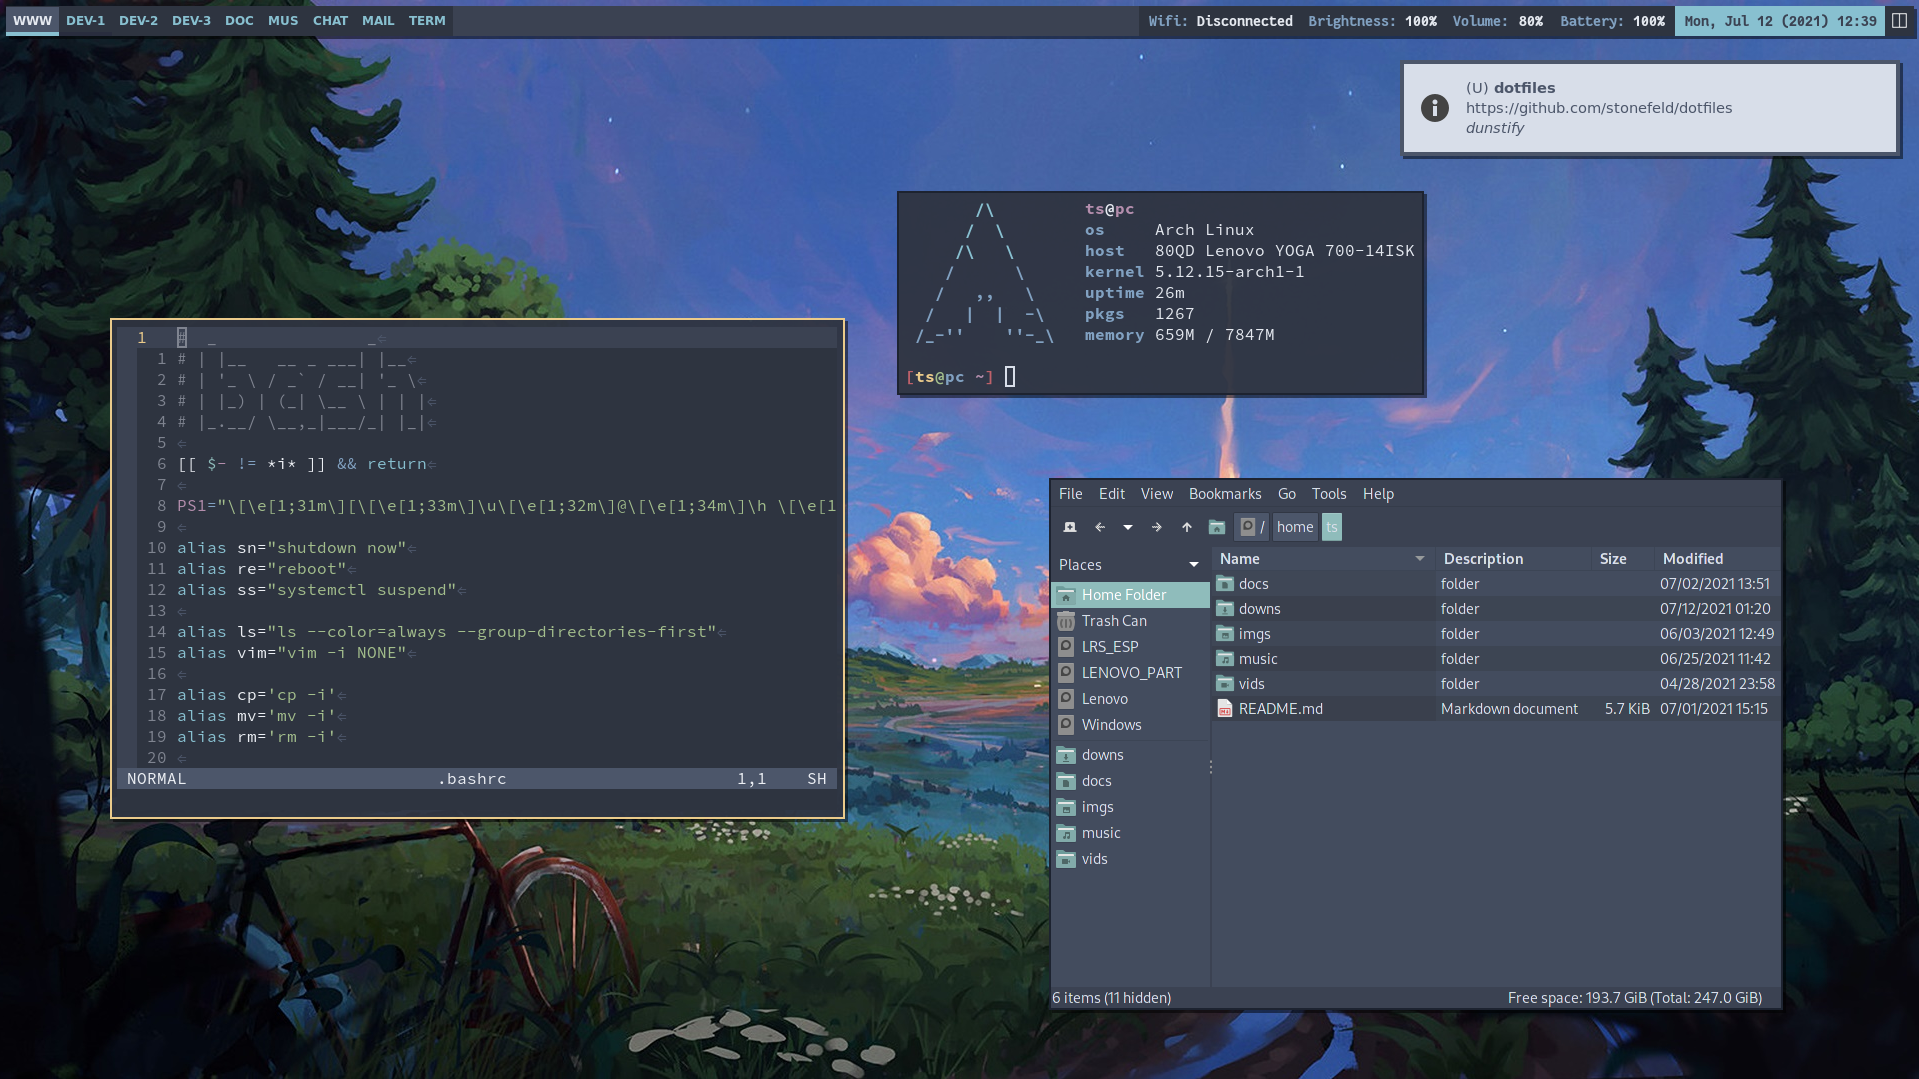 WWW DEV-1 DEV-2 DEV-3 DOC MUS CHAT MAIL TERM
Wifi: Disconnected Brightness: 100% Volume: 80% Battery: 100% Mon, Jul 12 (2021) 12:39
(U) dotfiles
https://github.com/stonefeld/dotfiles
dunstify
/\ ts@pc
/  \ os Arch Linux
/\   \ host 80QD Lenovo YOGA 700-14ISK
/      \ kernel 5.12.15-arch1-1
/   ,,   \ uptime 26m
/   |  |  -\ pkgs 1267
/_-''    ''-_\ memory 659M / 7847M
[ts@pc ~]
1 #  _               _⇐
1 # | |__   __ _ ___| |__⇐
2 # | '_ \ / _` / __| '_ \⇐
3 # | |_) | (_| \__ \ | | |⇐
4 # |_.__/ \__,_|___/_| |_|⇐
5 ⇐
6 [[ $- != *i* ]] && return⇐
7 ⇐
8 PS1="\[\e[1;31m\][\[\e[1;33m\]\u\[\e[1;32m\]@\[\e[1;34m\]\h \[\e[1
9 ⇐
10 alias sn="shutdown now"⇐
11 alias re="reboot"⇐
12 alias ss="systemctl suspend"⇐
13 ⇐
14 alias ls="ls --color=always --group-directories-first"⇐
15 alias vim="vim -i NONE"⇐
16 ⇐
17 alias cp='cp -i'⇐
18 alias mv='mv -i'⇐
19 alias rm='rm -i'⇐
20 ⇐
NORMAL .bashrc 1,1 SH
File Edit View Bookmarks Go Tools Help
/ home ts
Places
Home Folder
Trash Can
LRS_ESP
LENOVO_PART
Lenovo
Windows
downs
docs
imgs
music
vids
Name Description Size Modified
docs folder 07/02/2021 13:51
downs folder 07/12/2021 01:20
imgs folder 06/03/2021 12:49
music folder 06/25/2021 11:42
vids folder 04/28/2021 23:58
README.md Markdown document 5.7 KiB 07/01/2021 15:15
6 items (11 hidden) Free space: 193.7 GiB (Total: 247.0 GiB)